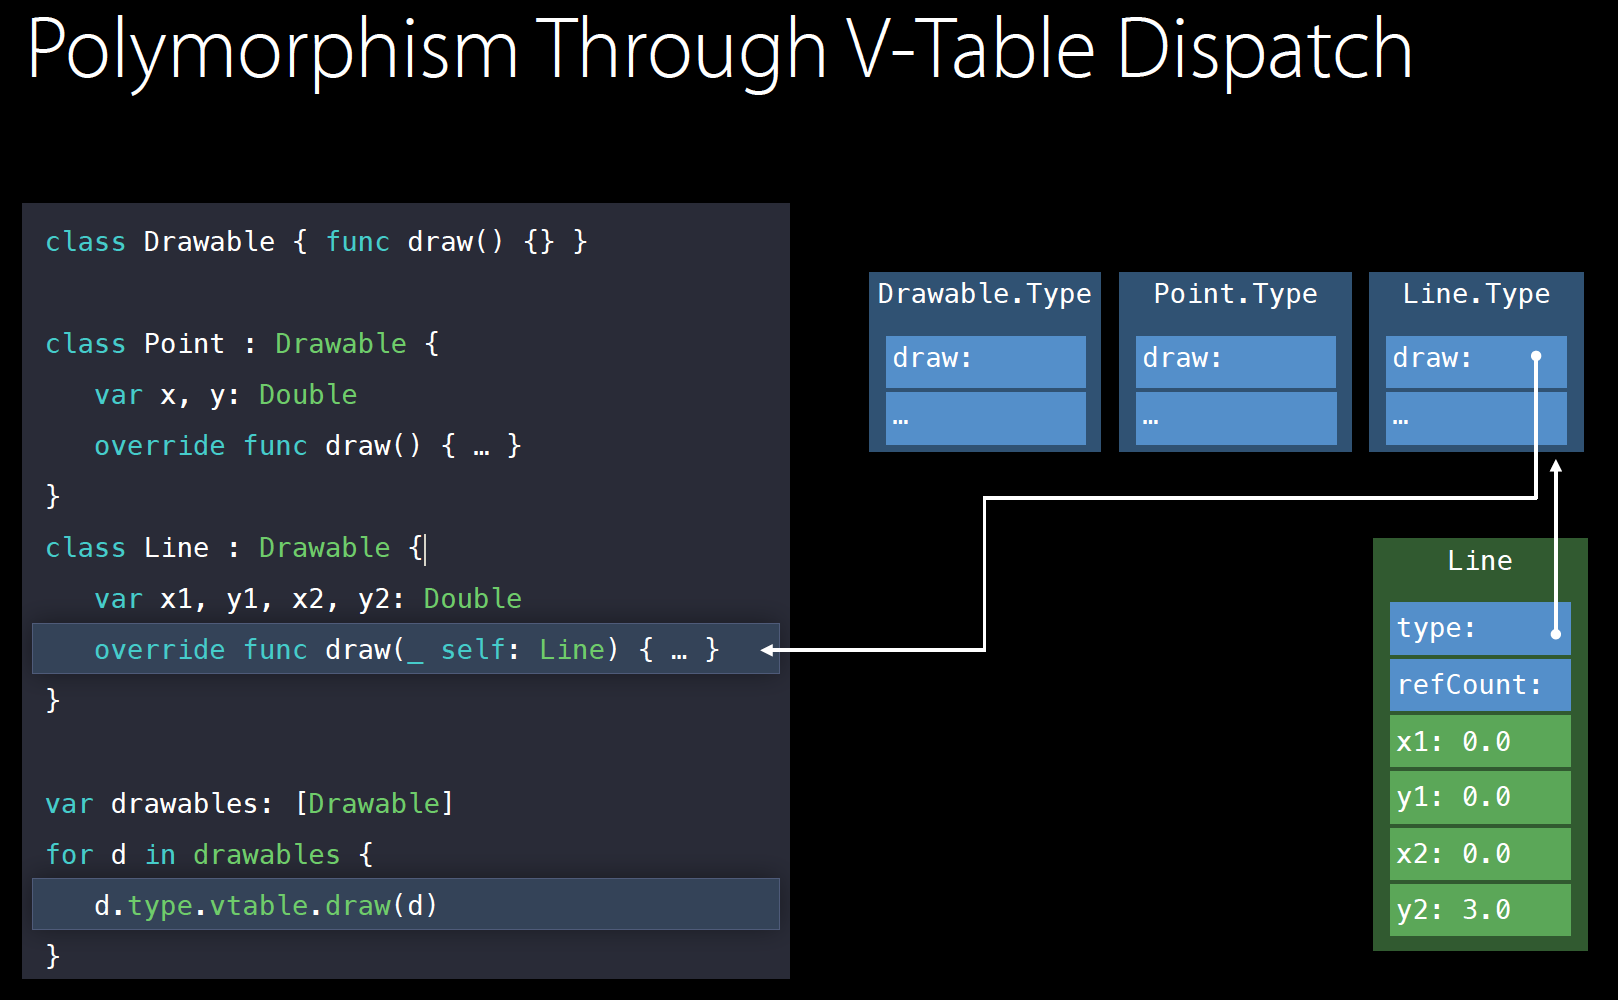 Polymorphism Through V-Table Dispatch
class Drawable { func draw() {} }
class Point : Drawable {
var x, y: Double
override func draw() { … }
}
class Line : Drawable {
var x1, y1, x2, y2: Double
override func draw(_ self: Line) { … }
}
var drawables: [Drawable]
for d in drawables {
d.type.vtable.draw(d)
}
Drawable.Type
draw:
…
Point.Type
draw:
…
Line.Type
draw:
…
Line
type:
refCount:
x1: 0.0
y1: 0.0
x2: 0.0
y2: 3.0